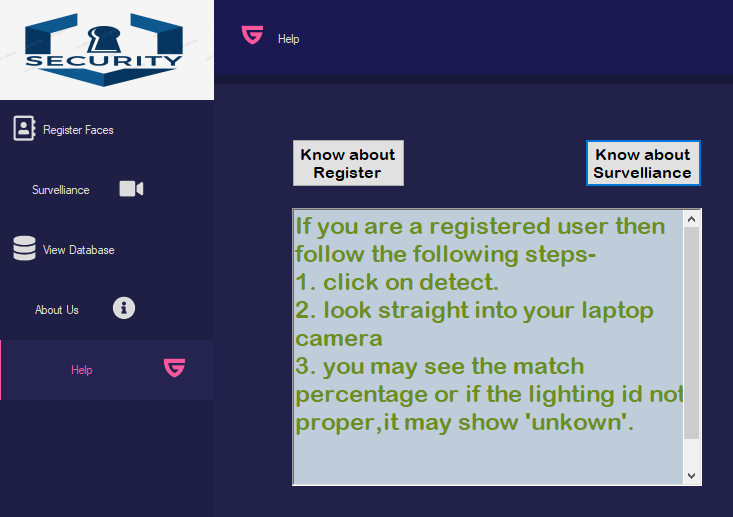 SECURITY
Help
Register Faces
Survelliance
View Database
About Us
Help
Know about
Register
Know about
Survelliance
If you are a registered user then
follow the following steps-
1. click on detect.
2. look straight into your laptop
camera
3. you may see the match
percentage or if the lighting id not
proper,it may show 'unkown'.